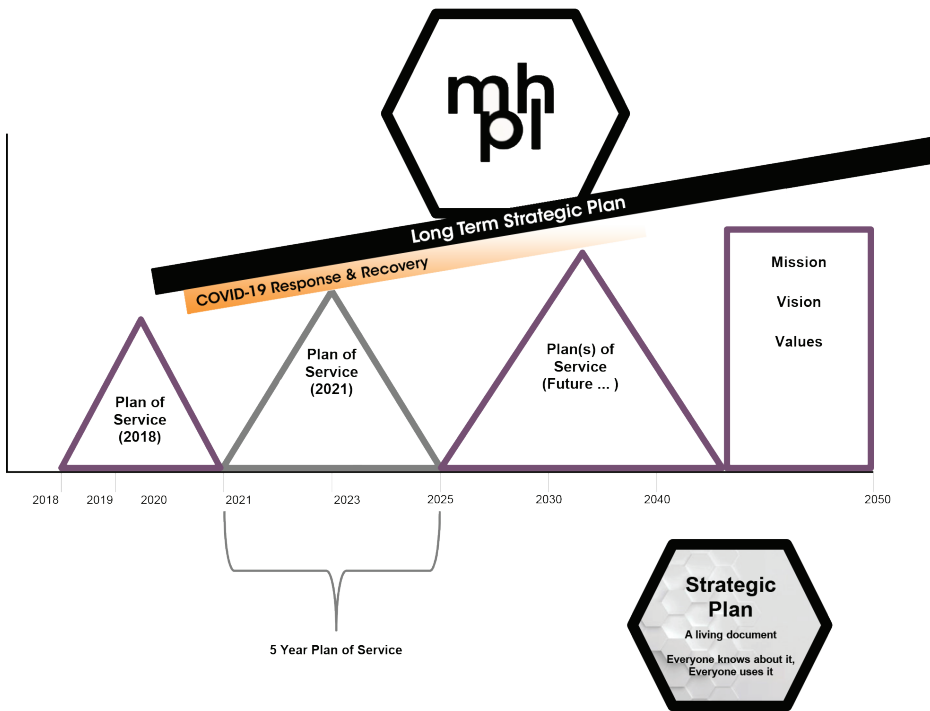 mh
pl
Long Term Strategic Plan
COVID-19 Response & Recovery
Mission
Vision
Values
Plan of
Service
(2018)
Plan of
Service
(2021)
Plan(s) of
Service
(Future ... )
2018
2019
2020
2021
2023
2025
2030
2040
2050
5 Year Plan of Service
Strategic
Plan
A living document
Everyone knows about it,
Everyone uses it